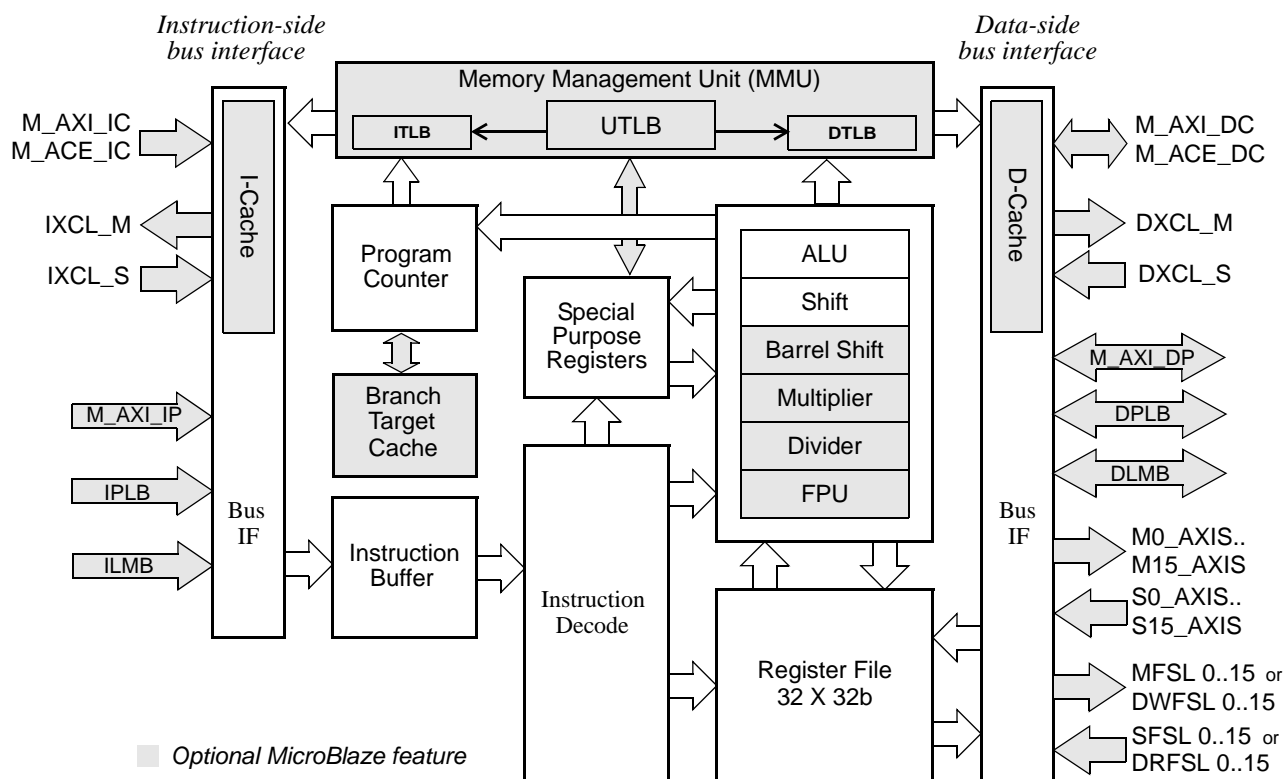 Instruction-side
bus interface
Data-side
bus interface
Memory Management Unit (MMU)
ITLB
UTLB
DTLB
M_AXI_IC
M_ACE_IC
IXCL_M
IXCL_S
I-Cache
M_AXI_IP
IPLB
ILMB
Bus
IF
Program
Counter
Branch
Target
Cache
Instruction
Buffer
Special
Purpose
Registers
Instruction
Decode
ALU
Shift
Barrel Shift
Multiplier
Divider
FPU
Register File
32 X 32b
D-Cache
Bus
IF
M_AXI_DC
M_ACE_DC
DXCL_M
DXCL_S
M_AXI_DP
DPLB
DLMB
M0_AXIS..
M15_AXIS
S0_AXIS..
S15_AXIS
MFSL 0..15 or
DWFSL 0..15
SFSL 0..15 or
DRFSL 0..15
Optional MicroBlaze feature